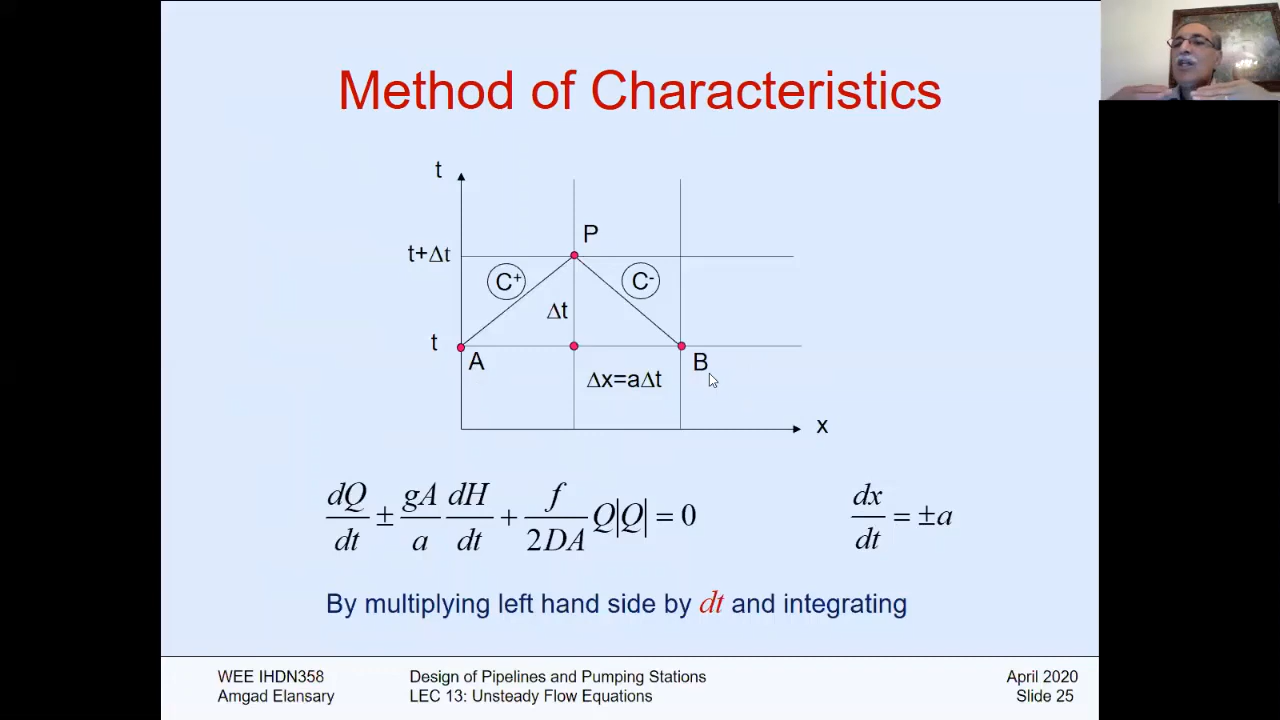 Method of Characteristics
t
P
t+Δt
C⁺
C⁻
Δt
t
A
B
Δx=aΔt
x
dQ/dt ± gA/a dH/dt + f/2DA Q|Q| = 0
dx/dt = ±a
By multiplying left hand side by dt and integrating
WEE IHDN358
Amgad Elansary
Design of Pipelines and Pumping Stations
LEC 13: Unsteady Flow Equations
April 2020
Slide 25